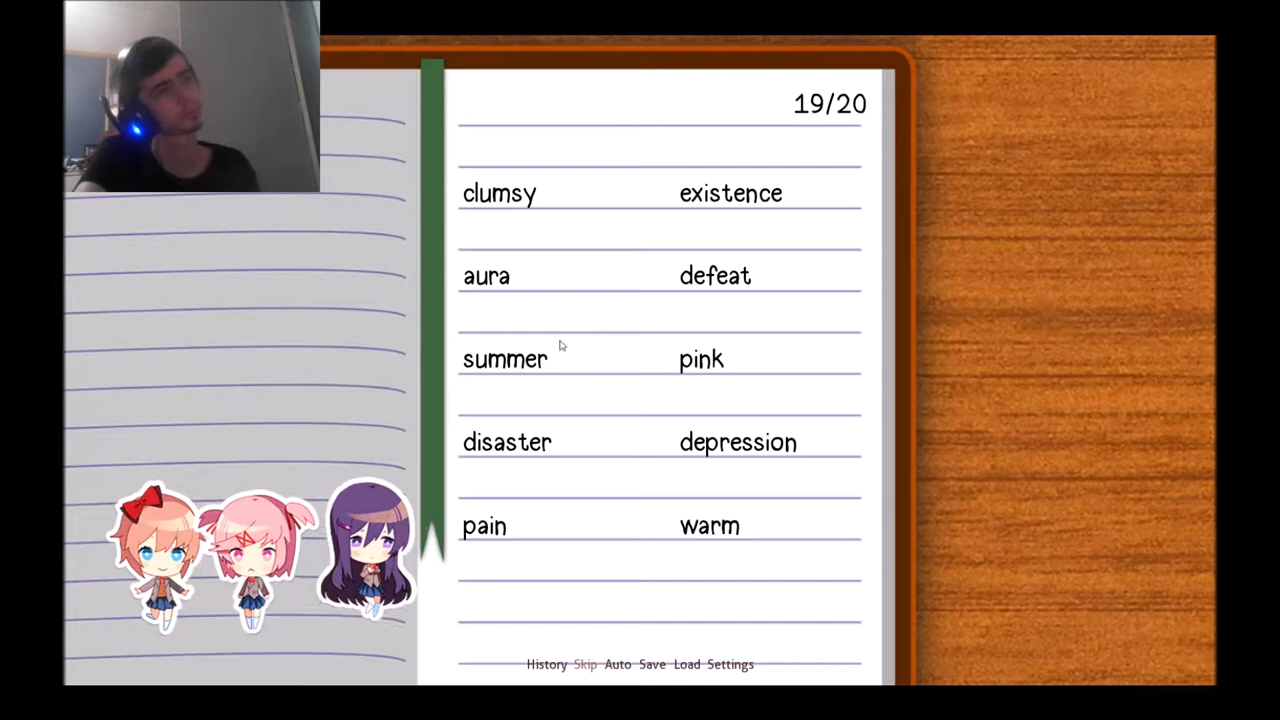 19/20
clumsy existence
aura defeat
summer pink
disaster depression
pain warm
History Skip Auto Save Load Settings